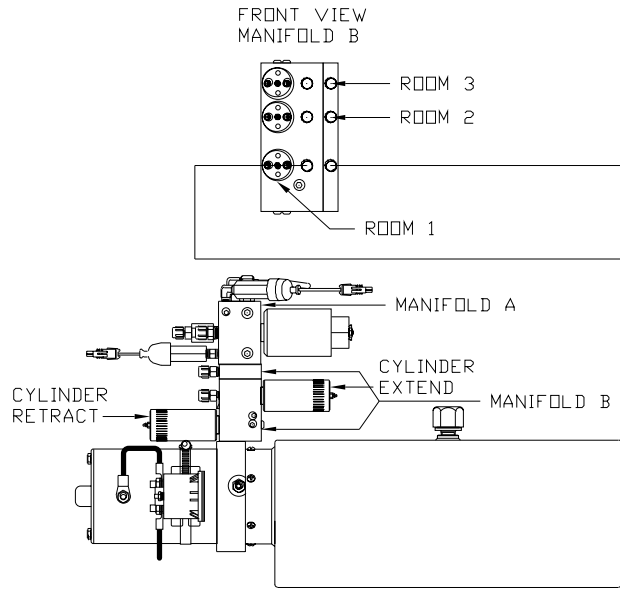 FRONT VIEW
MANIFOLD B
ROOM 3
ROOM 2
ROOM 1
MANIFOLD A
CYLINDER
EXTEND
CYLINDER
RETRACT
MANIFOLD B